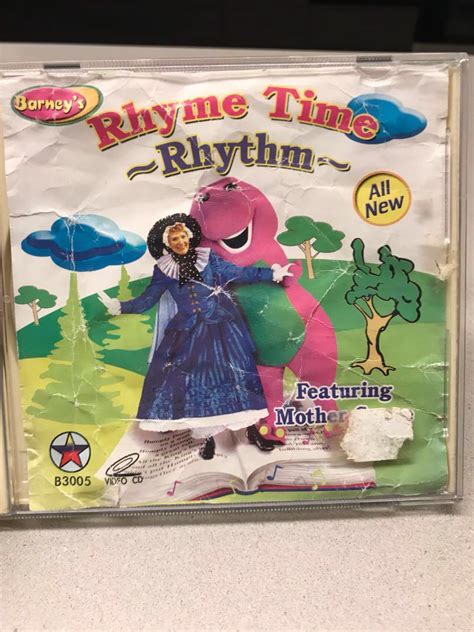 Barney's
Rhyme Time
~Rhythm~
All
New
Featuring
Mother
B3005
VIDEO CD